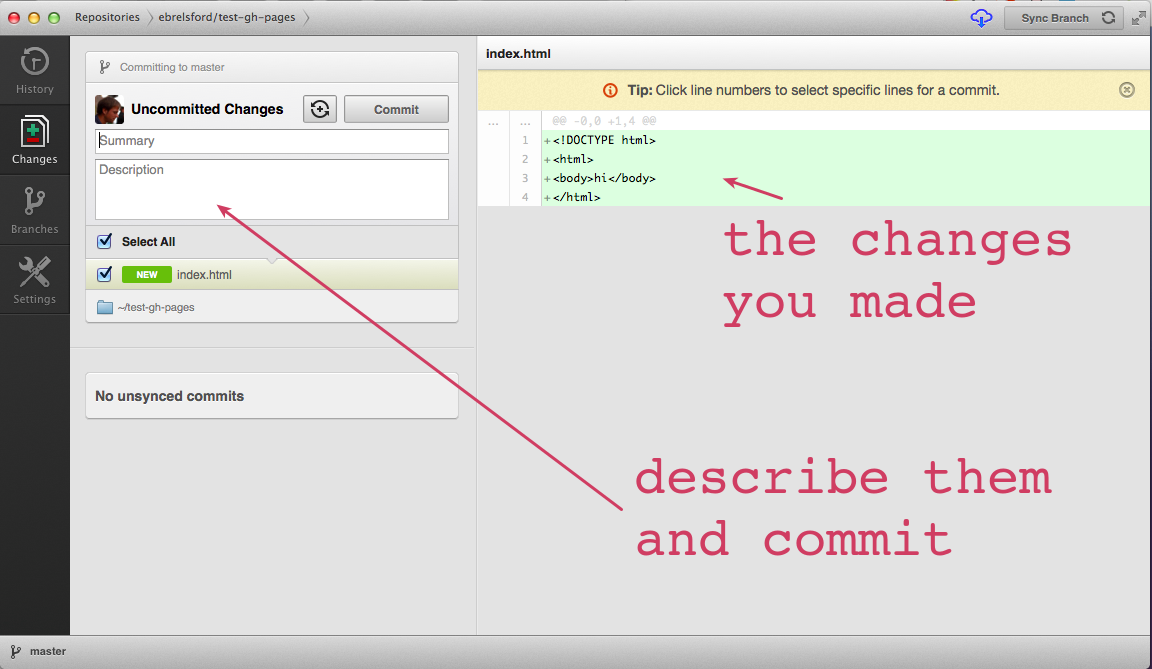 Repositories ebrelsford/test-gh-pages Sync Branch
History
Changes
Branches
Settings
Committing to master
Uncommitted Changes Commit
Summary
Description
Select All
NEW index.html
~/test-gh-pages
No unsynced commits
index.html
Tip: Click line numbers to select specific lines for a commit.
... ... @@ -0,0 +1,4 @@
1 +<!DOCTYPE html>
2 +<html>
3 +<body>hi</body>
4 +</html>
the changes
you made
describe them
and commit
master